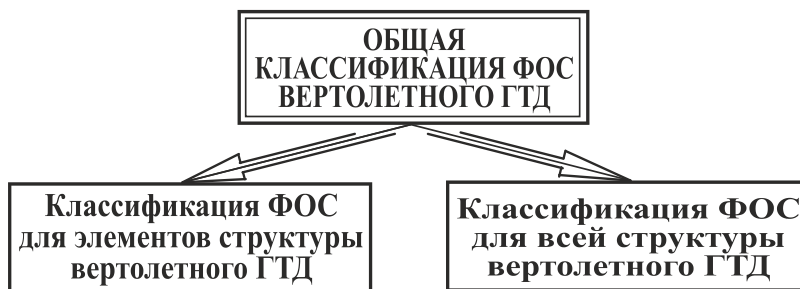 ОБЩАЯ
КЛАССИФИКАЦИЯ ФОС
ВЕРТОЛЕТНОГО ГТД
Классификация ФОС
для элементов структуры
вертолетного ГТД
Классификация ФОС
для всей структуры
вертолетного ГТД